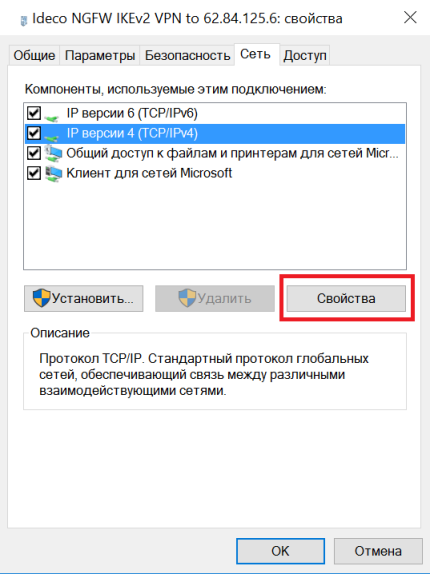 Ideco NGFW IKEv2 VPN to 62.84.125.6: свойства
Общие Параметры Безопасность Сеть Доступ
Компоненты, используемые этим подключением:
IP версии 6 (TCP/IPv6)
IP версии 4 (TCP/IPv4)
Общий доступ к файлам и принтерам для сетей Micr...
Клиент для сетей Microsoft
Установить... Удалить Свойства
Описание
Протокол TCP/IP. Стандартный протокол глобальных
сетей, обеспечивающий связь между различными
взаимодействующими сетями.
OK Отмена